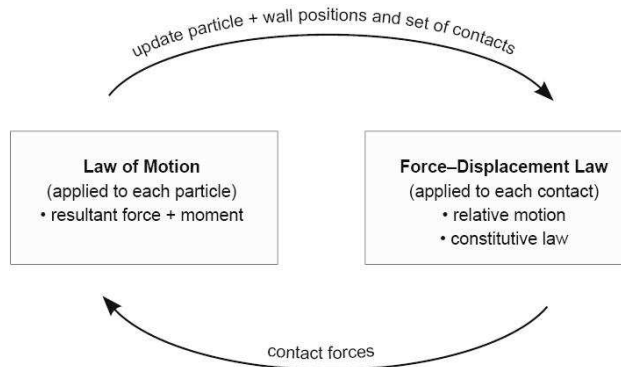 update particle + wall positions and set of contacts
Law of Motion
(applied to each particle)
• resultant force + moment
Force–Displacement Law
(applied to each contact)
• relative motion
• constitutive law
contact forces